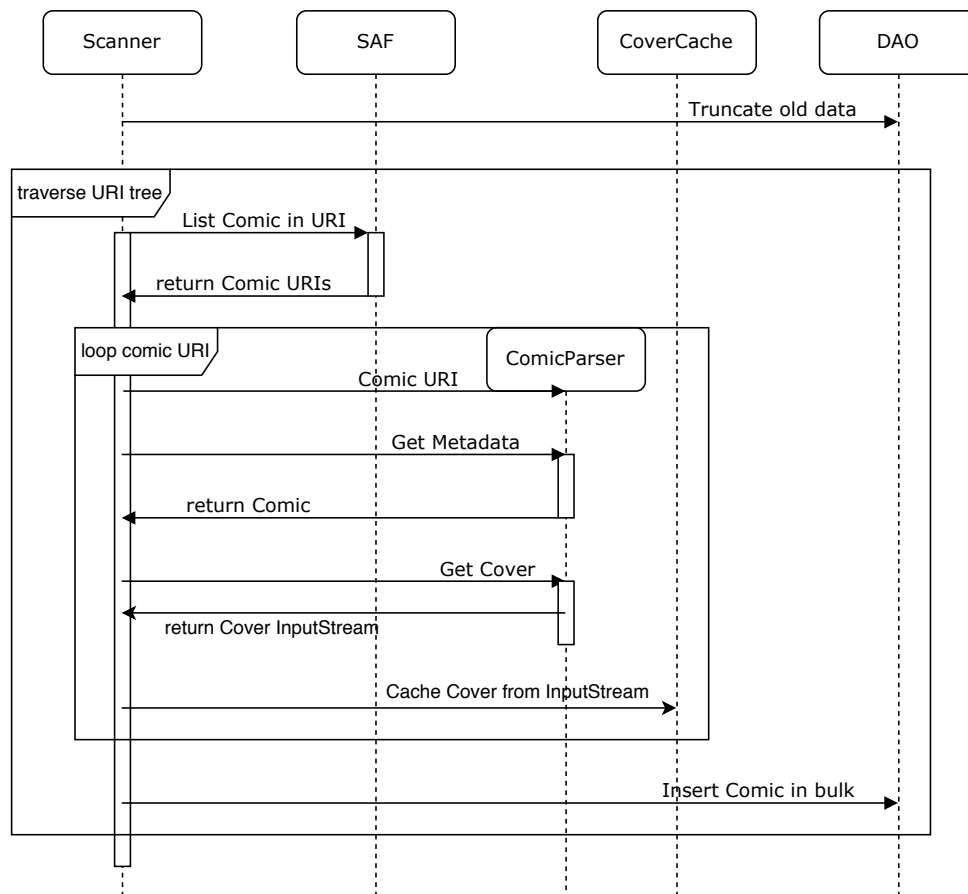 Scanner
SAF
CoverCache
DAO
Truncate old data
traverse URI tree
List Comic in URI
return Comic URIs
loop comic URI
ComicParser
Comic URI
Get Metadada
return Comic
Get Cover
return Cover InputStream
Cache Cover from InputStream
Insert Comic in bulk